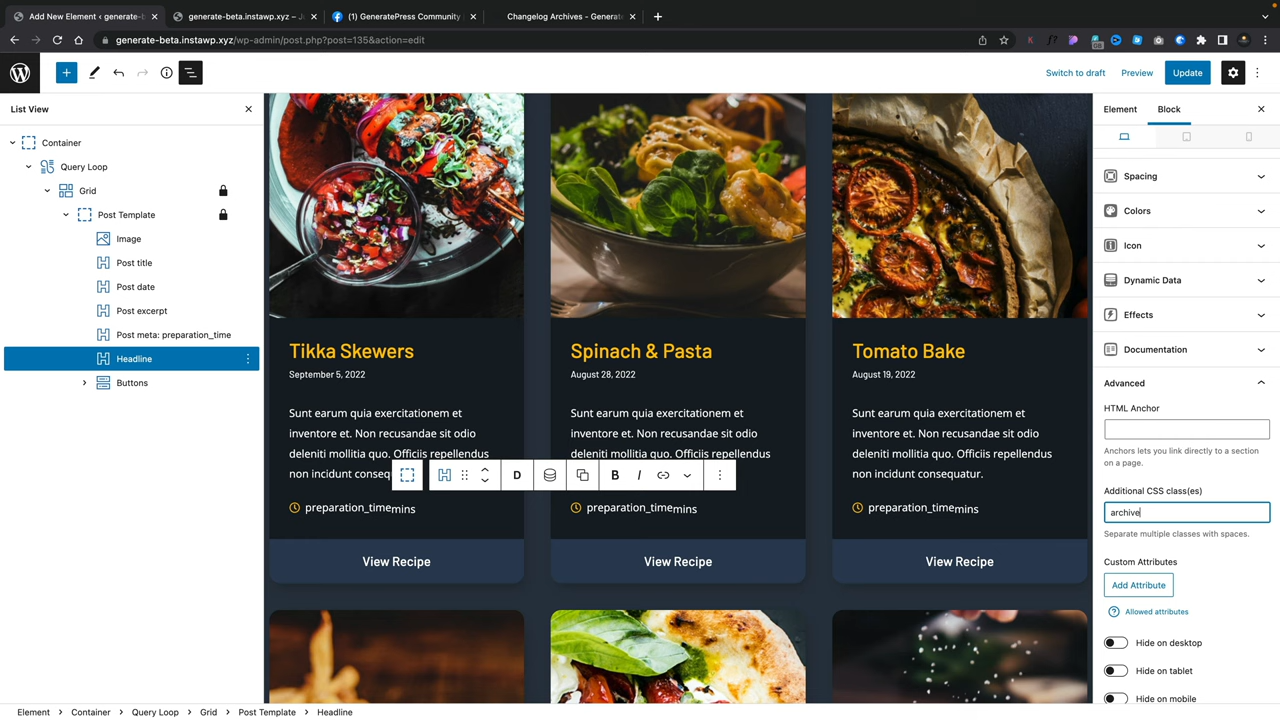 Add New Element ‹ generate-b
generate-beta.instawp.xyz/ – Jo
(1) GeneratePress Community
Changelog Archives - Generate
generate-beta.instawp.xyz/wp-admin/post.php?post=135&action=edit
Switch to draft
Preview
Update
List View
Container
Query Loop
Grid
Post Template
Image
Post title
Post date
Post excerpt
Post meta: preparation_time
Headline
Buttons
Tikka Skewers
September 5, 2022
Sunt earum quia exercitationem et
inventore et. Non recusandae sit odio
deleniti mollitia quo. Officiis repellendus
non incidunt conseq
preparation_timemins
View Recipe
Spinach & Pasta
August 28, 2022
Sunt earum quia exercitationem et
inventore et. Non recusandae sit odio
deleniti mollitia quo. Officiis repellendus
preparation_timemins
View Recipe
Tomato Bake
August 19, 2022
Sunt earum quia exercitationem et
inventore et. Non recusandae sit odio
deleniti mollitia quo. Officiis repellendus
non incidunt consequatur.
preparation_timemins
View Recipe
D
B
I
Element
Block
Spacing
Colors
Icon
Dynamic Data
Effects
Documentation
Advanced
HTML Anchor
Anchors lets you link directly to a section
on a page.
Additional CSS class(es)
archive
Separate multiple classes with spaces.
Custom Attributes
Add Attribute
Allowed attributes
Hide on desktop
Hide on tablet
Hide on mobile
Element
Container
Query Loop
Grid
Post Template
Headline